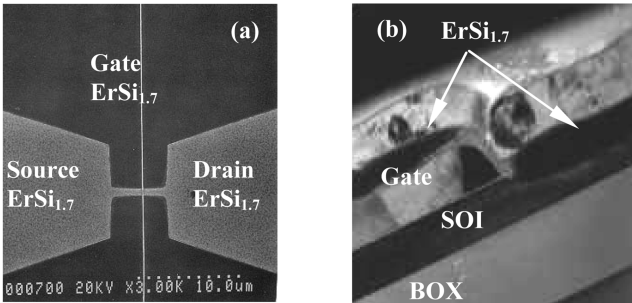 (a)
Gate
ErSi1.7
Source
ErSi1.7
Drain
ErSi1.7
000700 20KV X3.00K 10.0um
(b)
ErSi1.7
Gate
SOI
BOX